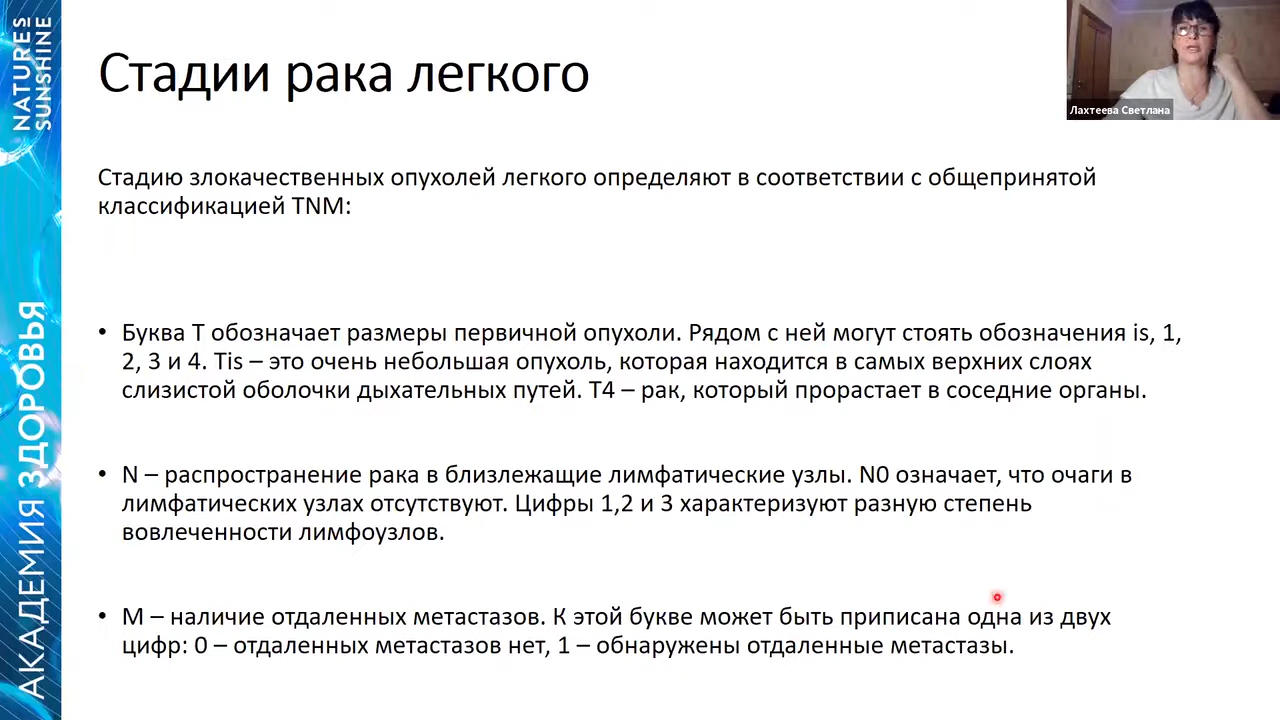 NATURE'S
SUNSHINE
АКАДЕМИЯ ЗДОРОВЬЯ
Стадии рака легкого
Лахтеева Светлана
Стадию злокачественных опухолей легкого определяют в соответствии с общепринятой
классификацией TNM:
• Буква T обозначает размеры первичной опухоли. Рядом с ней могут стоять обозначения is, 1,
2, 3 и 4. Tis – это очень небольшая опухоль, которая находится в самых верхних слоях
слизистой оболочки дыхательных путей. T4 – рак, который прорастает в соседние органы.
• N – распространение рака в близлежащие лимфатические узлы. N0 означает, что очаги в
лимфатических узлах отсутствуют. Цифры 1,2 и 3 характеризуют разную степень
вовлеченности лимфоузлов.
• M – наличие отдаленных метастазов. К этой букве может быть приписана одна из двух
цифр: 0 – отдаленных метастазов нет, 1 – обнаружены отдаленные метастазы.